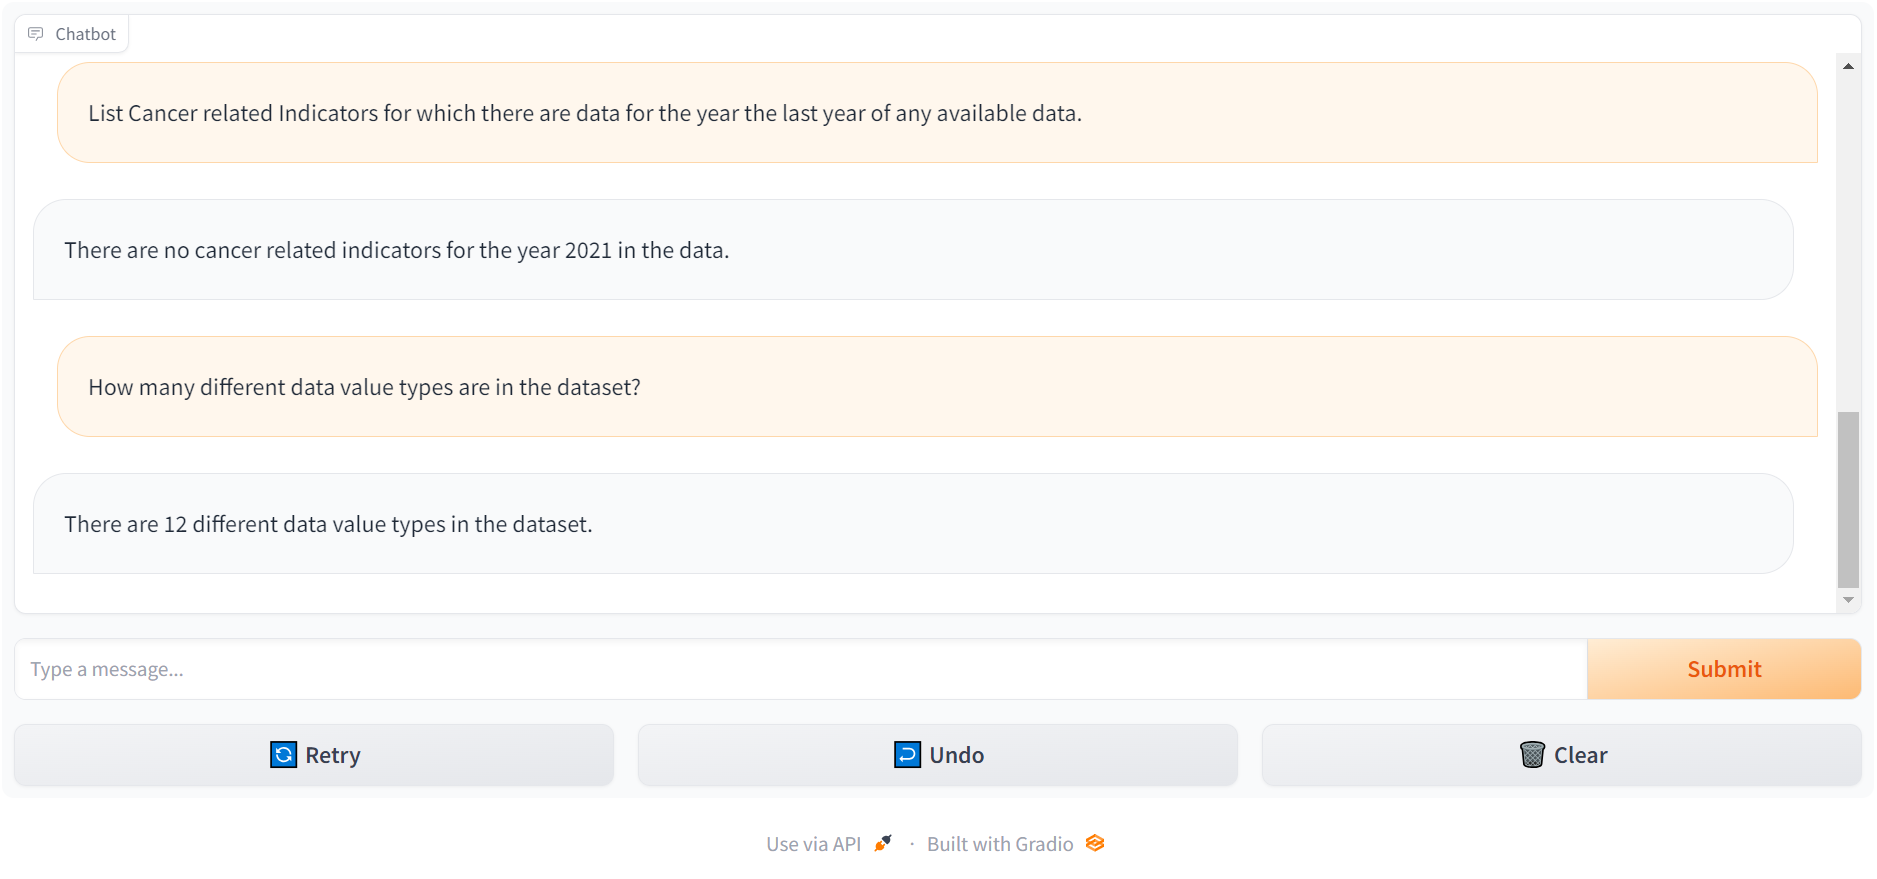 Chatbot
List Cancer related Indicators for which there are data for the year the last year of any available data.
There are no cancer related indicators for the year 2021 in the data.
How many different data value types are in the dataset?
There are 12 different data value types in the dataset.
Type a message...
Submit
Retry
Undo
Clear
Use via API · Built with Gradio